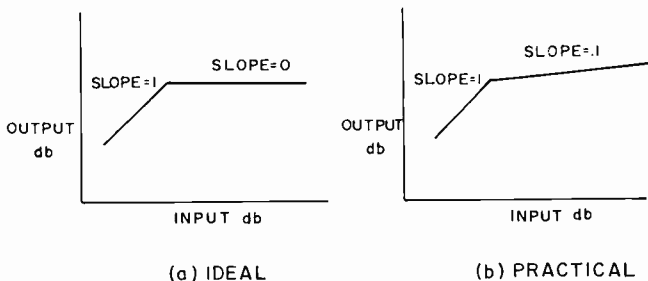 SLOPE=0
SLOPE=1
OUTPUT
db
INPUT db
(a) IDEAL
SLOPE=.1
SLOPE=1
OUTPUT
db
INPUT db
(b) PRACTICAL